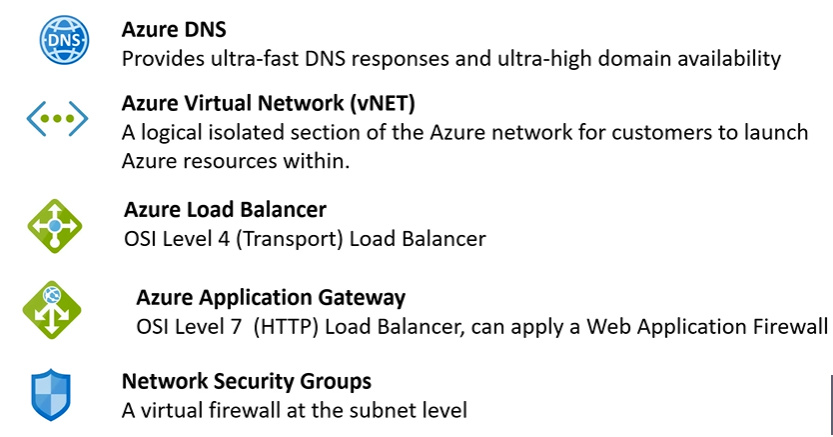 DNS
Azure DNS
Provides ultra-fast DNS responses and ultra-high domain availability
Azure Virtual Network (vNET)
A logical isolated section of the Azure network for customers to launch
Azure resources within.
Azure Load Balancer
OSI Level 4 (Transport) Load Balancer
Azure Application Gateway
OSI Level 7 (HTTP) Load Balancer, can apply a Web Application Firewall
Network Security Groups
A virtual firewall at the subnet level